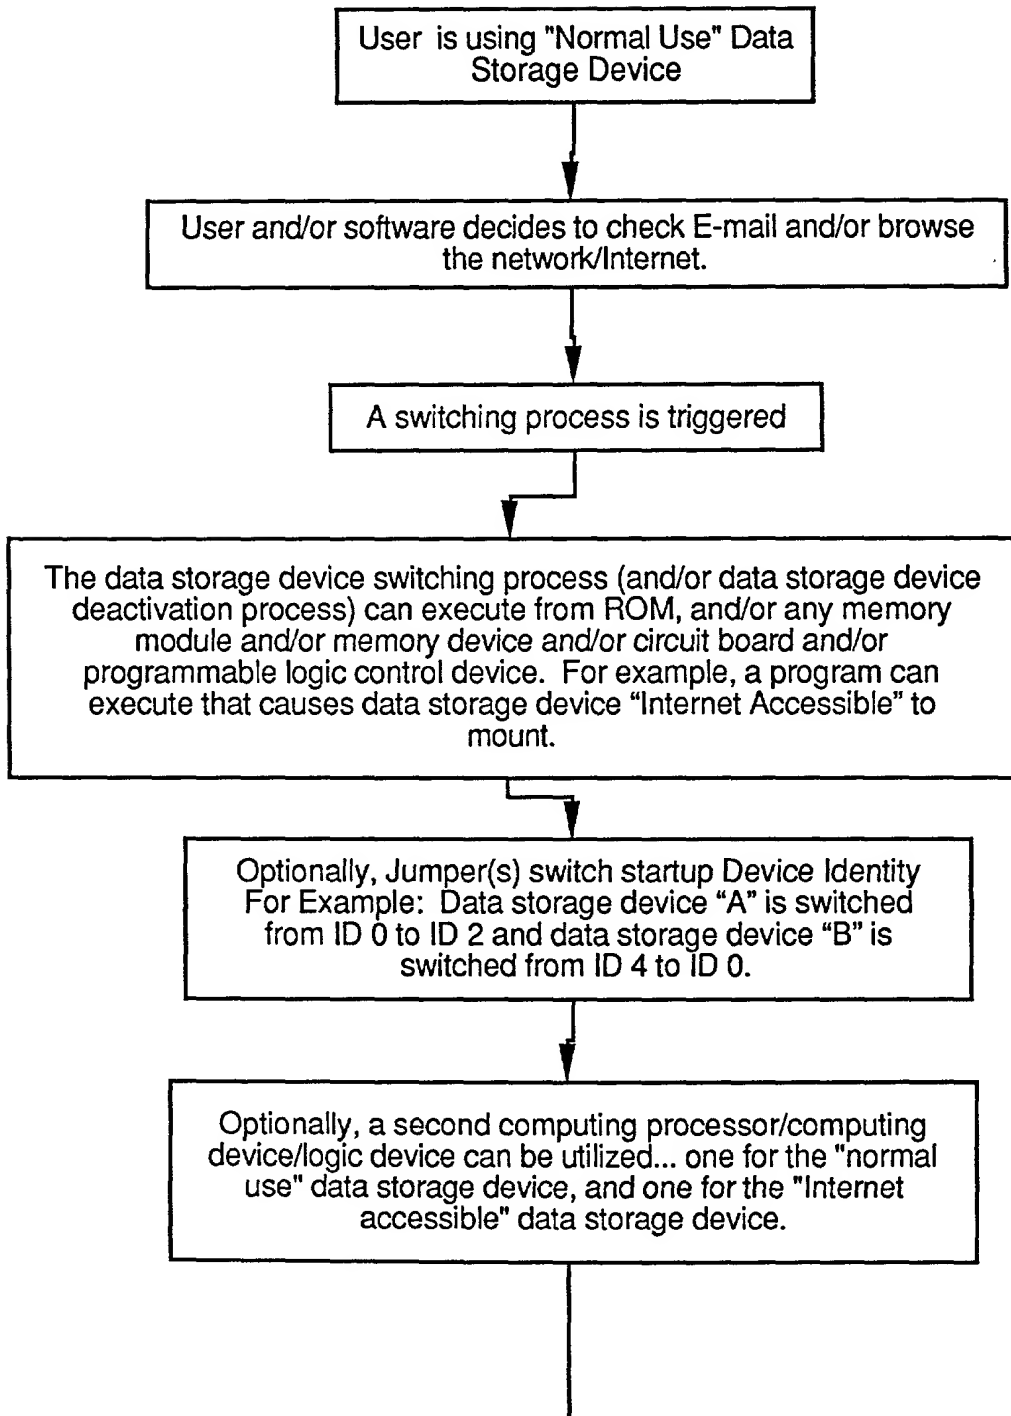 User is using "Normal Use" Data
Storage Device
User and/or software decides to check E-mail and/or browse
the network/Internet.
A switching process is triggered
The data storage device switching process (and/or data storage device
deactivation process) can execute from ROM, and/or any memory
module and/or memory device and/or circuit board and/or
programmable logic control device. For example, a program can
execute that causes data storage device “Internet Accessible” to
mount.
Optionally, Jumper(s) switch startup Device Identity
For Example: Data storage device “A” is switched
from ID 0 to ID 2 and data storage device “B” is
switched from ID 4 to ID 0.
Optionally, a second computing processor/computing
device/logic device can be utilized... one for the "normal
use" data storage device, and one for the "Internet
accessible" data storage device.